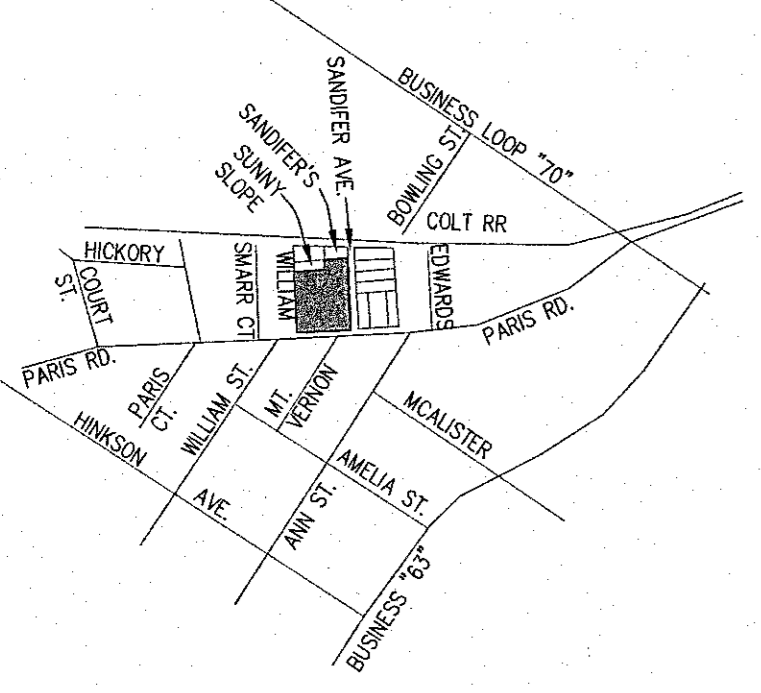 BUSINESS LOOP "70"
SANDIFER AVE.
SANDIFER'S
SUNNY
SLOPE
BOWLING ST.
COLT RR
HICKORY
COURT
ST.
SMARR CT
WILLIAM
EDWARDS
PARIS RD.
PARIS RD.
PARIS
CT.
WILLIAM ST.
MT.
VERNON
MCALISTER
HINKSON
AVE.
AMELIA ST.
ANN ST.
BUSINESS "63"